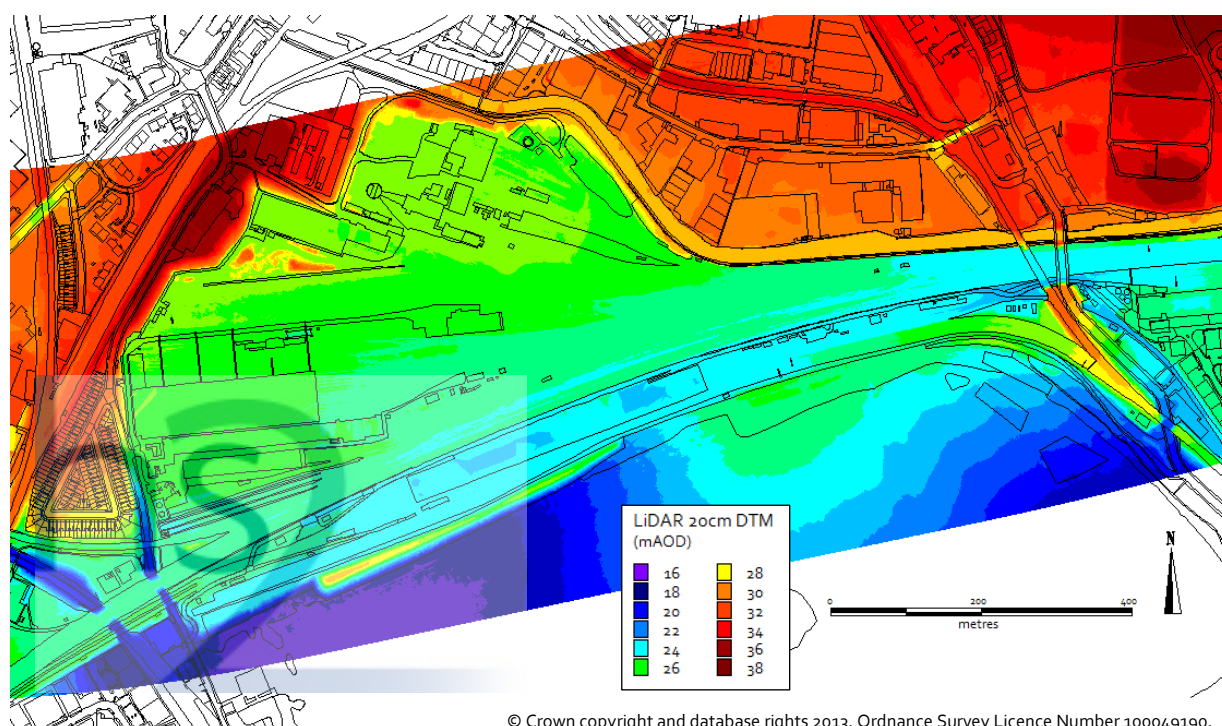 LiDAR 20cm DTM
(mAOD)
16 28
18 30
20 32
22 34
24 36
26 38
N
0 200 400
metres
© Crown copyright and database rights 2013. Ordnance Survey Licence Number 100049190